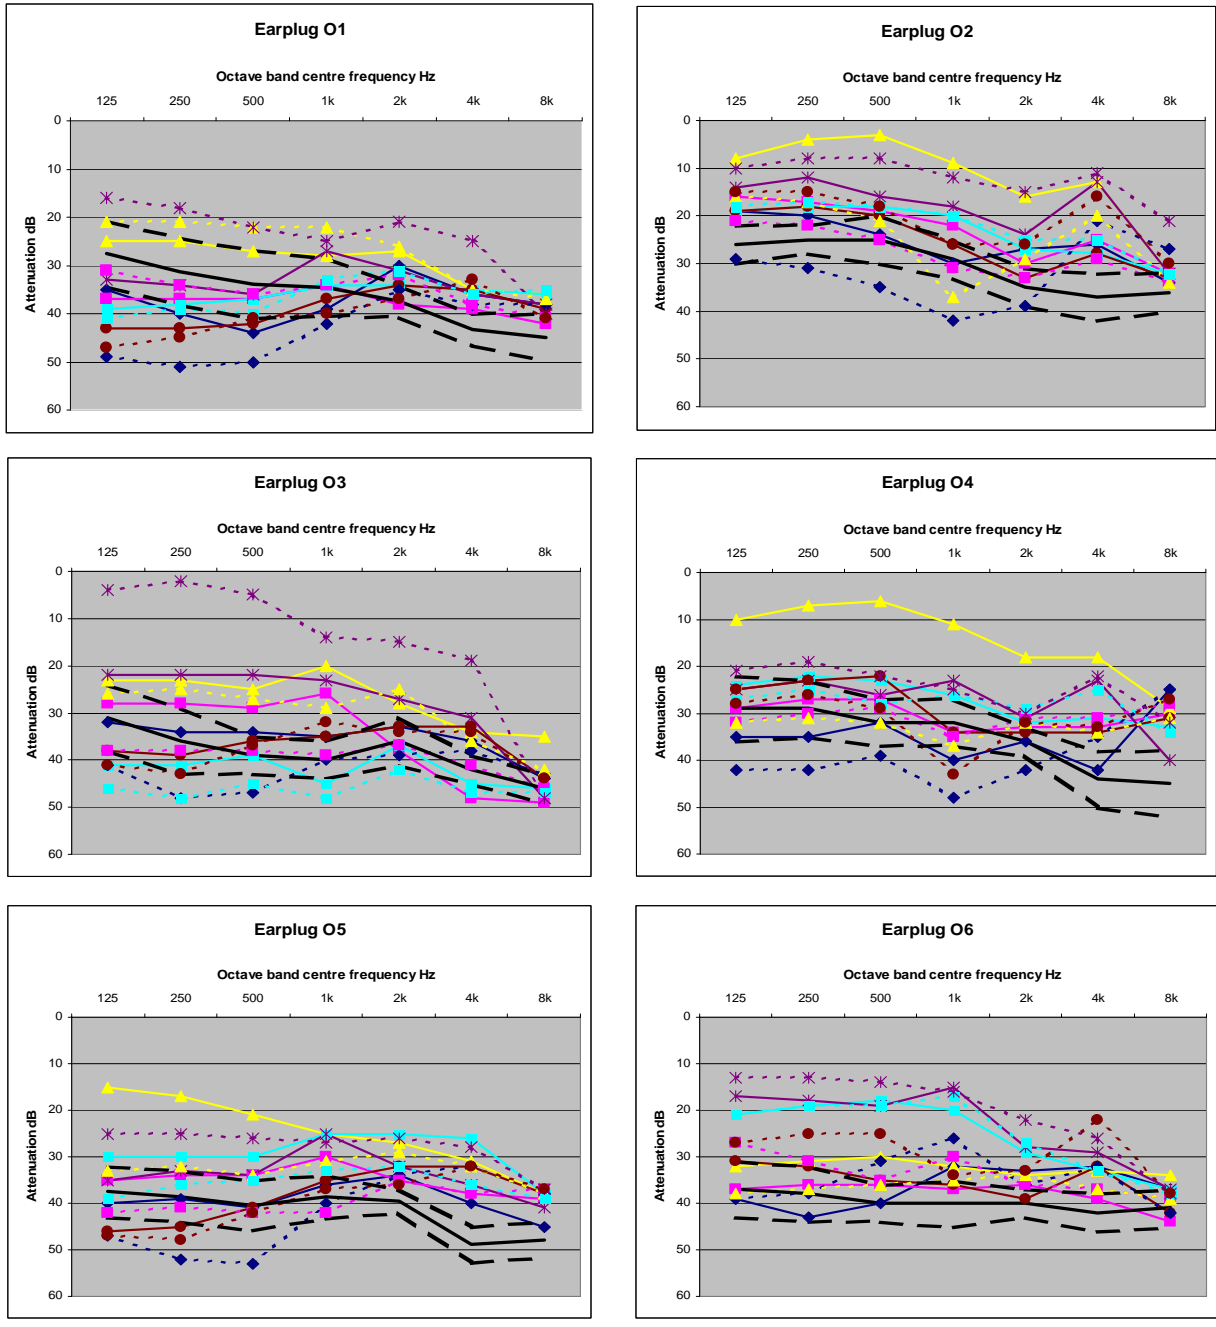 Earplug O1
Octave band centre frequency Hz
125 250 500 1k 2k 4k 8k
0
10
20
30
40
50
60
Attenuation dB
Earplug O2
Octave band centre frequency Hz
125 250 500 1k 2k 4k 8k
0
10
20
30
40
50
60
Attenuation dB
Earplug O3
Octave band centre frequency Hz
125 250 500 1k 2k 4k 8k
0
10
20
30
40
50
60
Attenuation dB
Earplug O4
Octave band centre frequency Hz
125 250 500 1k 2k 4k 8k
0
10
20
30
40
50
60
Attenuation dB
Earplug O5
Octave band centre frequency Hz
125 250 500 1k 2k 4k 8k
0
10
20
30
40
50
60
Attenuation dB
Earplug O6
Octave band centre frequency Hz
125 250 500 1k 2k 4k 8k
0
10
20
30
40
50
60
Attenuation dB